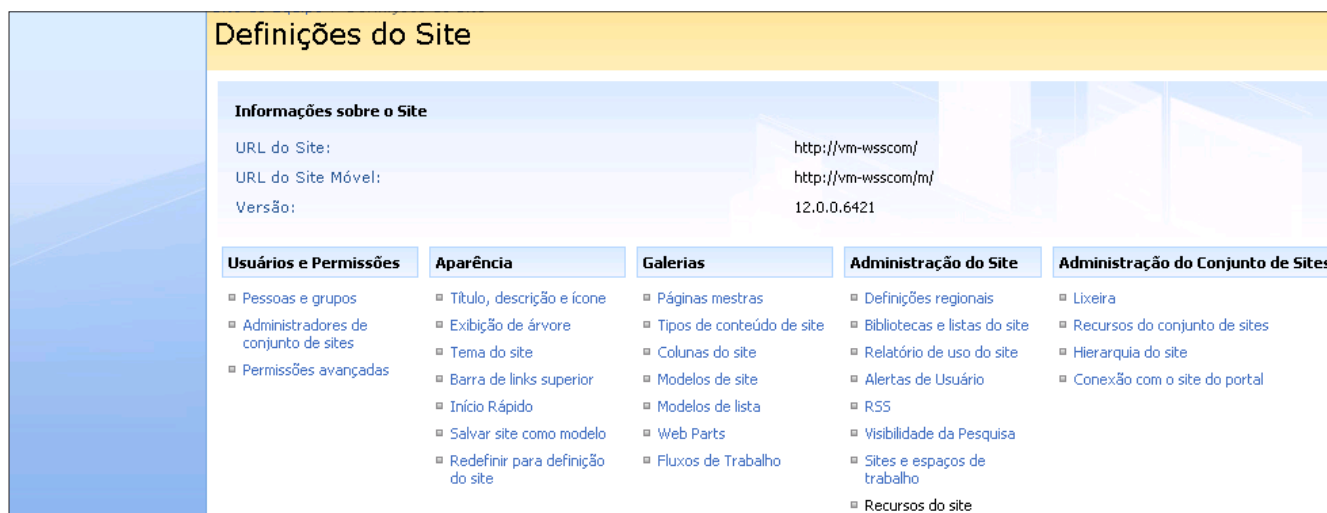 Definições do Site
Informações sobre o Site
URL do Site: http://vm-wsscom/
URL do Site Móvel: http://vm-wsscom/m/
Versão: 12.0.0.6421
Usuários e Permissões
Pessoas e grupos
Administradores de
conjunto de sites
Permissões avançadas
Aparência
Título, descrição e ícone
Exibição de árvore
Tema do site
Barra de links superior
Início Rápido
Salvar site como modelo
Redefinir para definição
do site
Galerias
Páginas mestras
Tipos de conteúdo de site
Colunas do site
Modelos de site
Modelos de lista
Web Parts
Fluxos de Trabalho
Administração do Site
Definições regionais
Bibliotecas e listas do site
Relatório de uso do site
Alertas de Usuário
RSS
Visibilidade da Pesquisa
Sites e espaços de
trabalho
Recursos do site
Administração do Conjunto de Sites
Lixeira
Recursos do conjunto de sites
Hierarquia do site
Conexão com o site do portal